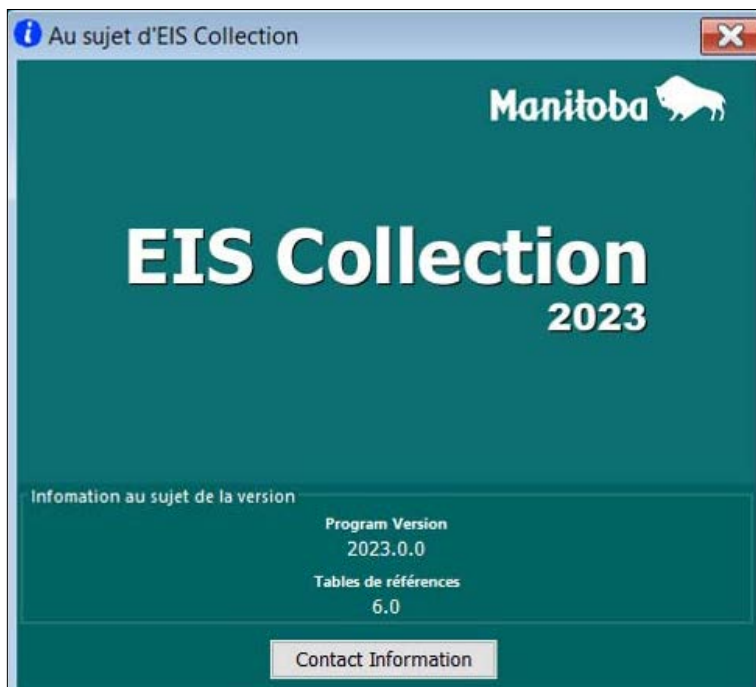 Au sujet d'EIS Collection
Manitoba
EIS Collection
2023
Infomation au sujet de la version
Program Version
2023.0.0
Tables de références
6.0
Contact Information